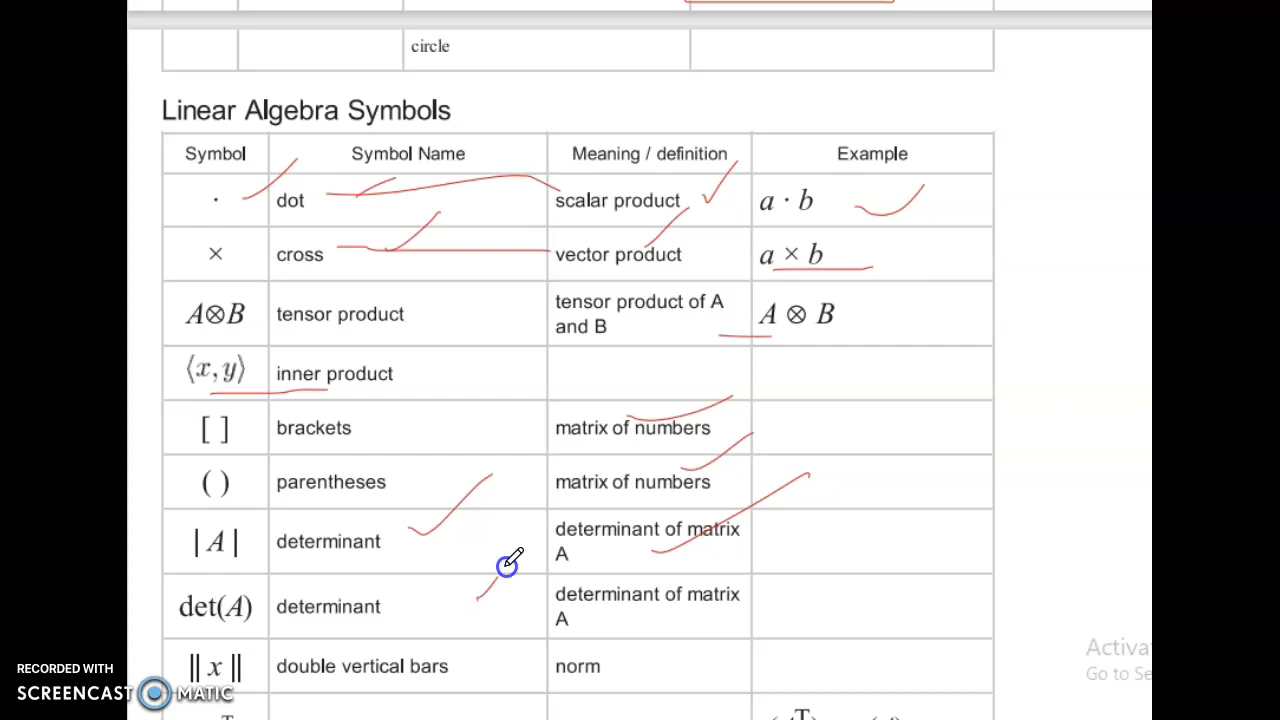 circle
Linear Algebra Symbols
Symbol Symbol Name Meaning / definition Example
· dot scalar product a · b
× cross vector product a × b
A⊗B tensor product tensor product of A and B A ⊗ B
⟨x, y⟩ inner product
[ ] brackets matrix of numbers
( ) parentheses matrix of numbers
| A | determinant determinant of matrix A
det(A) determinant determinant of matrix A
|| x || double vertical bars norm
Go to Se
RECORDED WITH
SCREENCAST MATIC